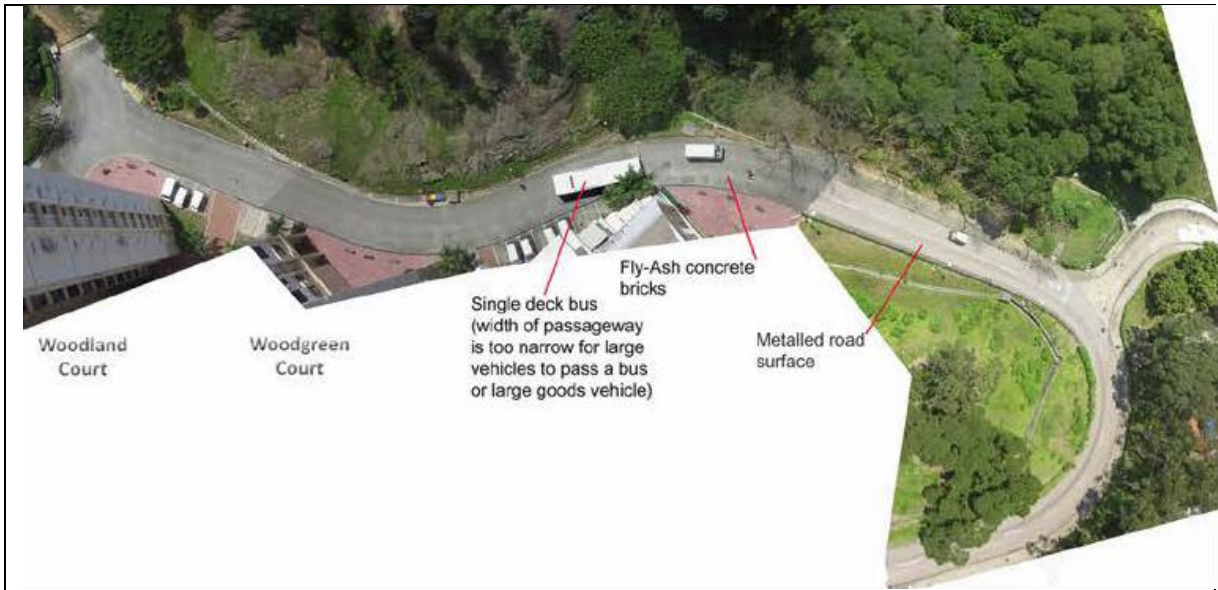 Woodland
Court
Woodgreen
Court
Single deck bus
(width of passageway
is too narrow for large
vehicles to pass a bus
or large goods vehicle)
Fly-Ash concrete
bricks
Metalled road
surface